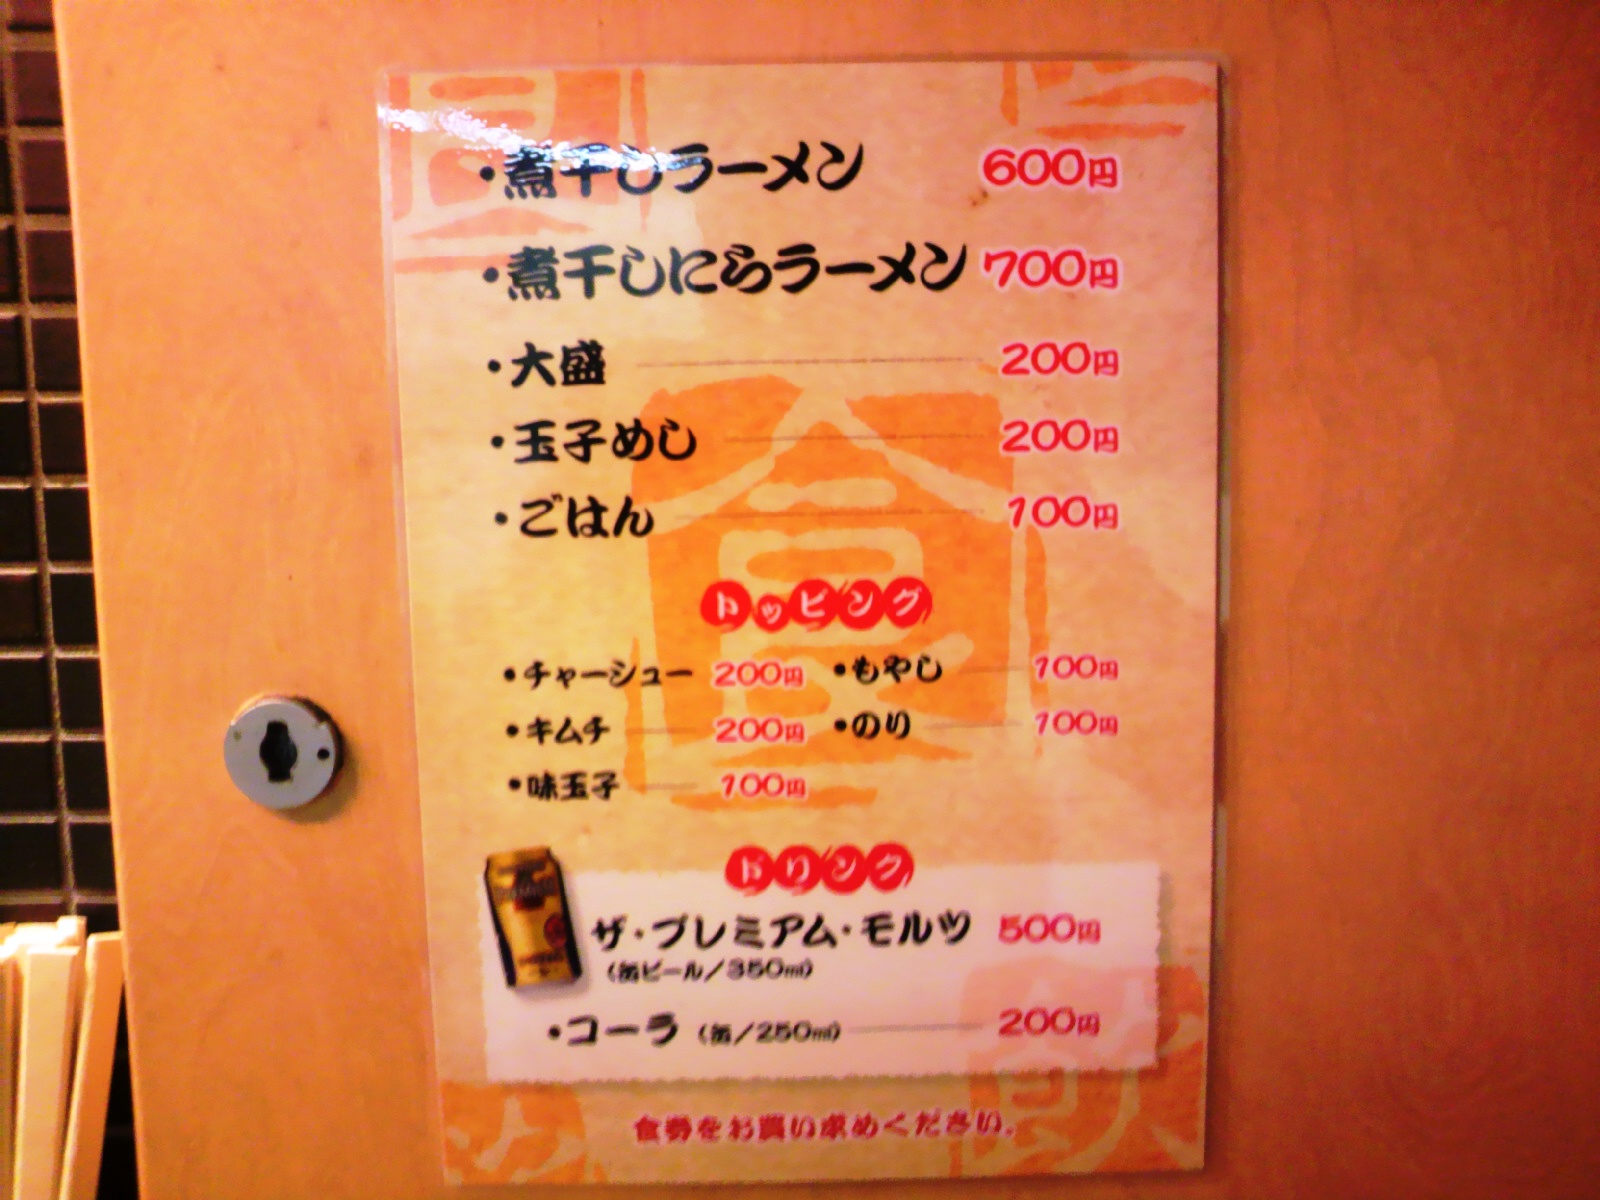 ・煮干しラーメン 600円
・煮干しにらラーメン 700円
・大盛 200円
・玉子めし 200円
・ごはん 100円
トッピング
・チャーシュー 200円 ・もやし 100円
・キムチ 200円 ・のり 100円
・味玉子 100円
ドリンク
ザ・プレミアム・モルツ 500円
（缶ビール／350ml）
・コーラ（缶／250ml） 200円
食券をお買い求めください。